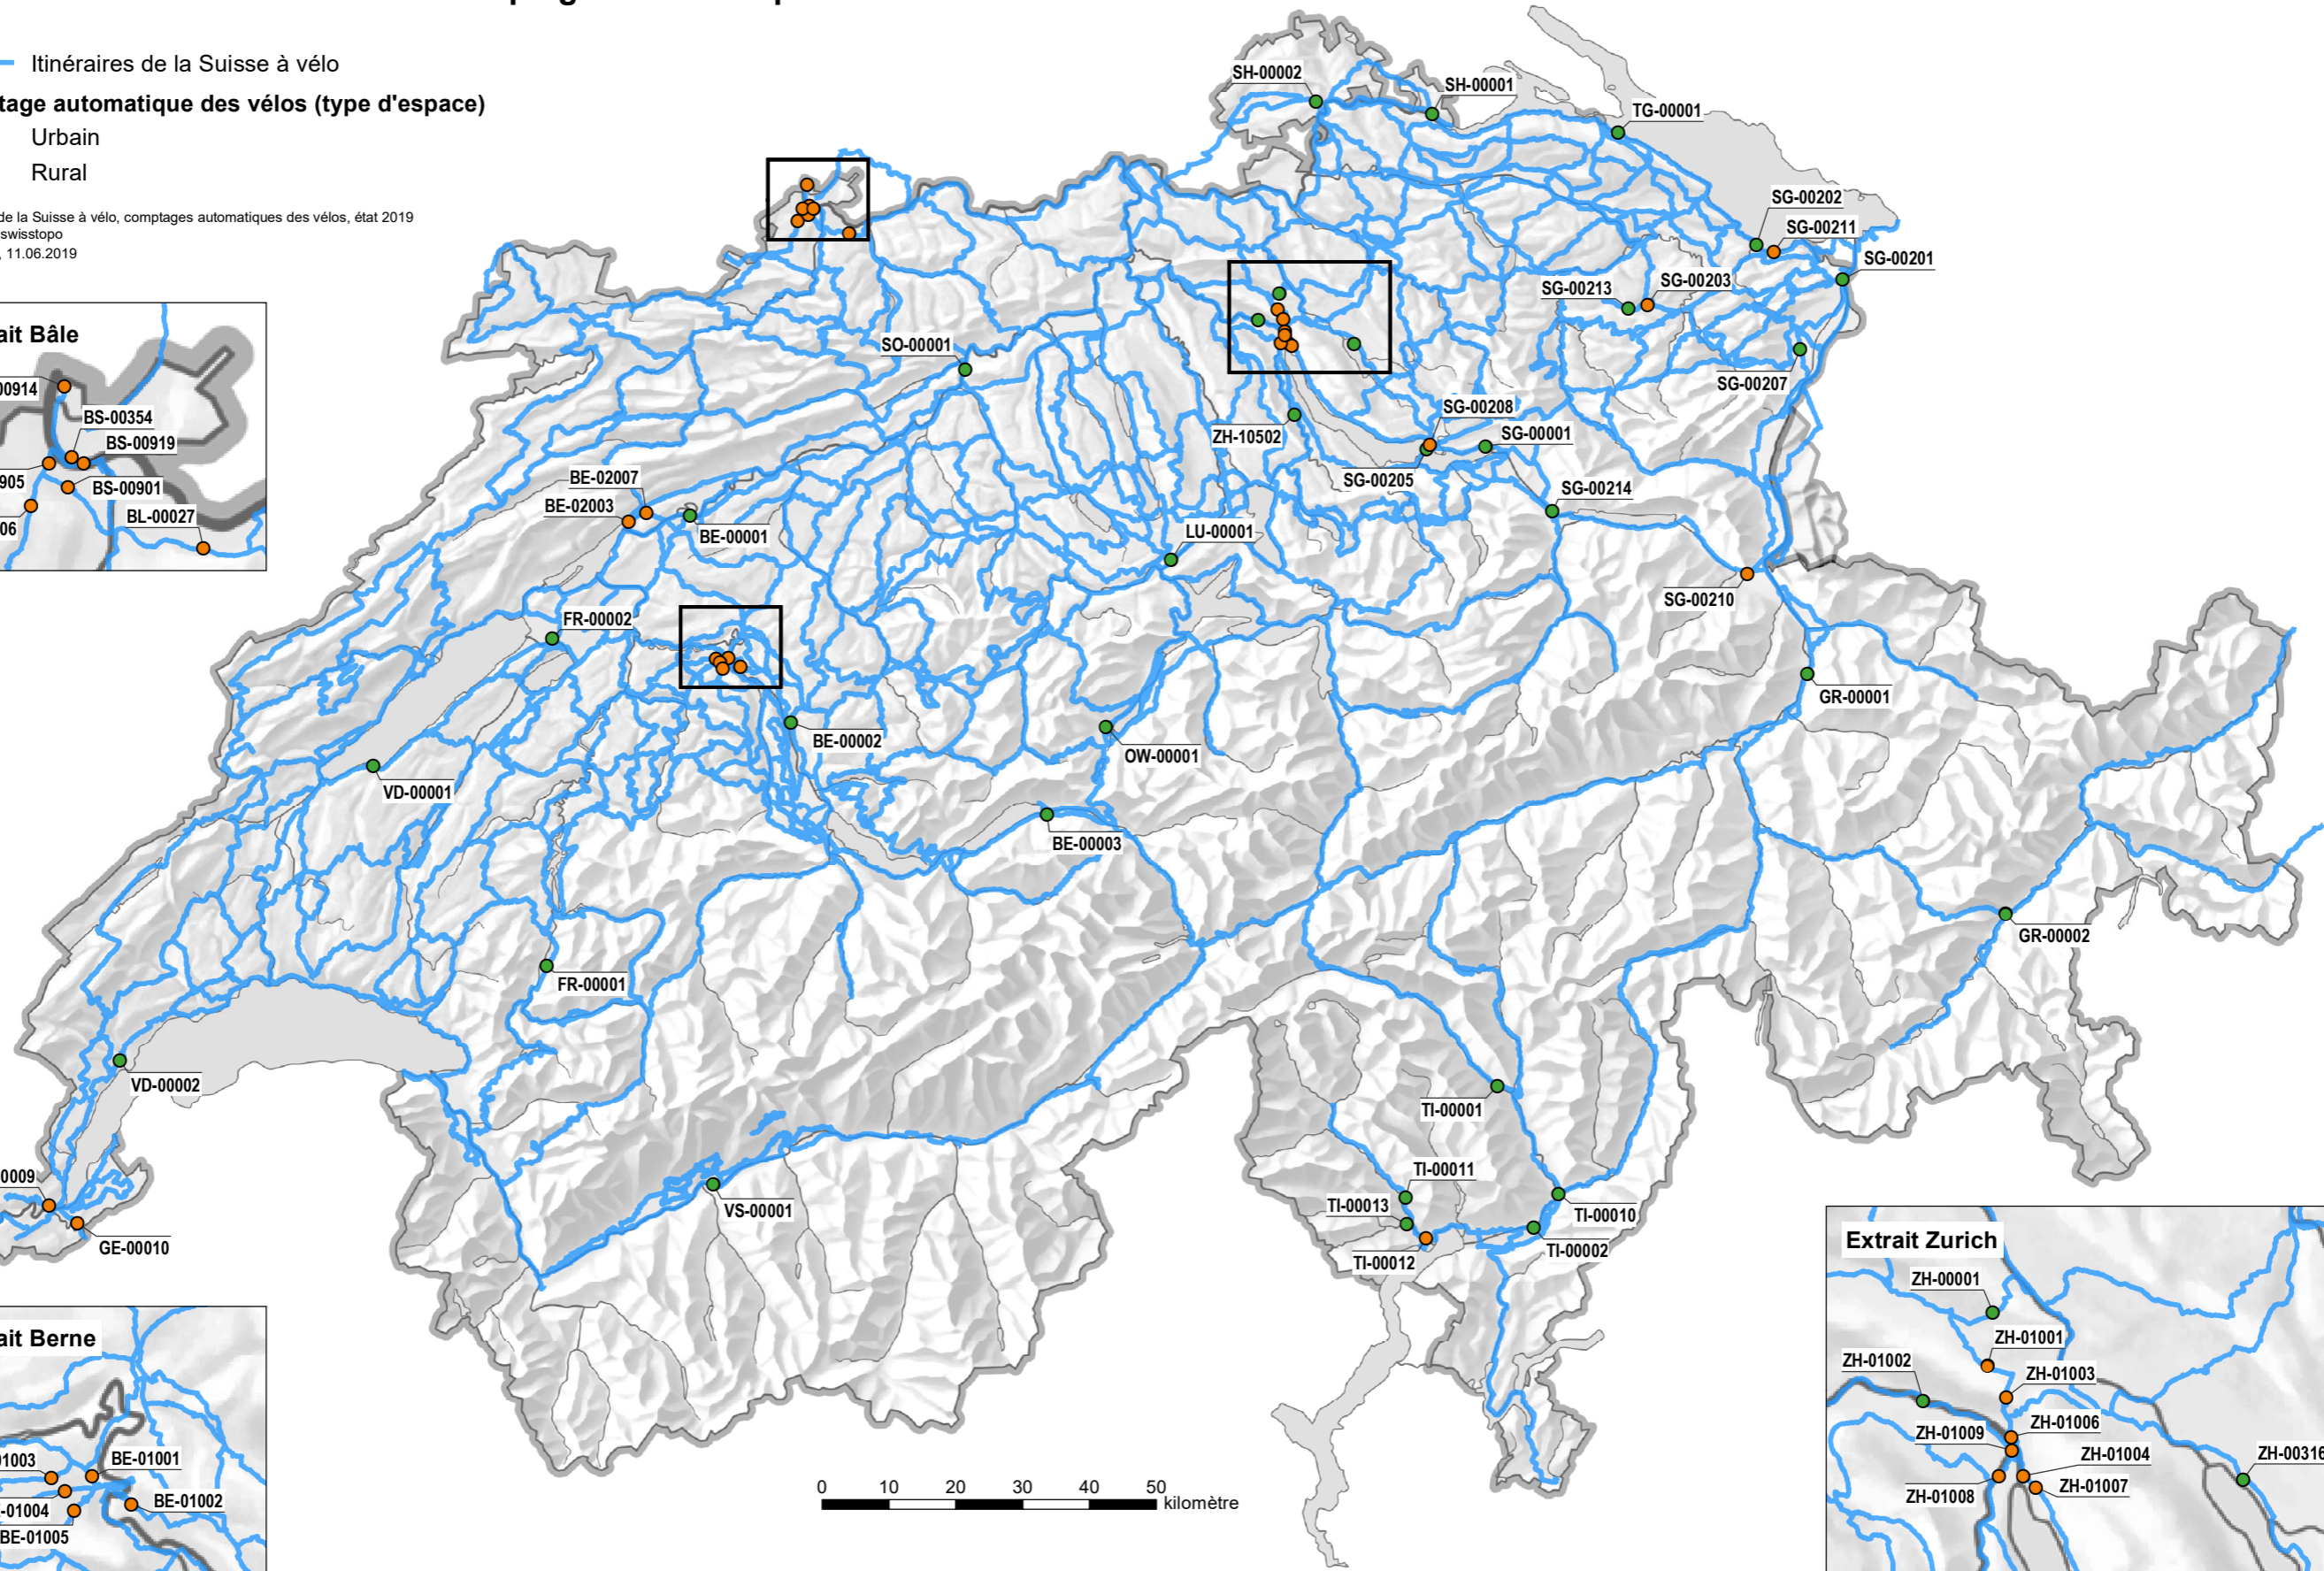 Itinéraires de la Suisse à vélo
tage automatique des vélos (type d'espace)
Urbain
Rural
de la Suisse à vélo, comptages automatiques des vélos, état 2019
swisstopo
, 11.06.2019
ait Bâle
00914
BS-00354
BS-00919
905
BS-00901
06
BL-00027
SH-00002
SH-00001
TG-00001
SG-00202
SG-00211
SG-00201
SG-00203
SG-00213
SO-00001
SG-00207
SG-00208
ZH-10502
SG-00001
SG-00205
BE-02007
BE-02003
SG-00214
BE-00001
LU-00001
SG-00210
FR-00002
GR-00001
BE-00002
OW-00001
VD-00001
BE-00003
GR-00002
FR-00001
VD-00002
TI-00001
0009
TI-00011
TI-00013
VS-00001
TI-00010
GE-00010
TI-00002
TI-00012
Extrait Zurich
ZH-00001
ZH-01001
ZH-01002
ZH-01003
ZH-01006
ZH-01009
ZH-01004
ZH-00316
ZH-01008
ZH-01007
ait Berne
01003
BE-01001
-01004
BE-01002
BE-01005
0 10 20 30 40 50
kilomètre